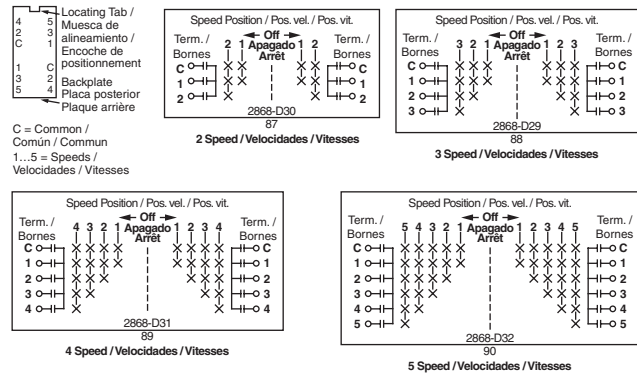 Locating Tab /
Muesca de
alineamiento /
Encoche de
positionnement
4 5
2 3
C 1
1 C
3 2
5 4
Backplate
Placa posterior
Plaque arrière
C = Common /
Común / Commun
1...5 = Speeds /
Velocidades / Vitesses
Speed Position / Pos. vel. / Pos. vit.
Off
Term. / 2 1 Apagado 1 2 Term. /
Bornes Arrêt Bornes
C C
1 1
2 2
2868-D30
87
2 Speed / Velocidades / Vitesses
Speed Position / Pos. vel. / Pos. vit.
Off
Term. / 3 2 1 Apagado 1 2 3 Term. /
Bornes Arrêt Bornes
C C
1 1
2 2
3 3
2868-D29
88
3 Speed / Velocidades / Vitesses
Speed Position / Pos. vel. / Pos. vit.
Off
Term. / 4 3 2 1 Apagado 1 2 3 4 Term. /
Bornes Arrêt Bornes
C C
1 1
2 2
3 3
4 4
2868-D31
89
4 Speed / Velocidades / Vitesses
Speed Position / Pos. vel. / Pos. vit.
Off
Term. / 5 4 3 2 1 Apagado 1 2 3 4 5 Term. /
Bornes Arrêt Bornes
C C
1 1
2 2
3 3
4 4
5 5
2868-D32
90
5 Speed / Velocidades / Vitesses